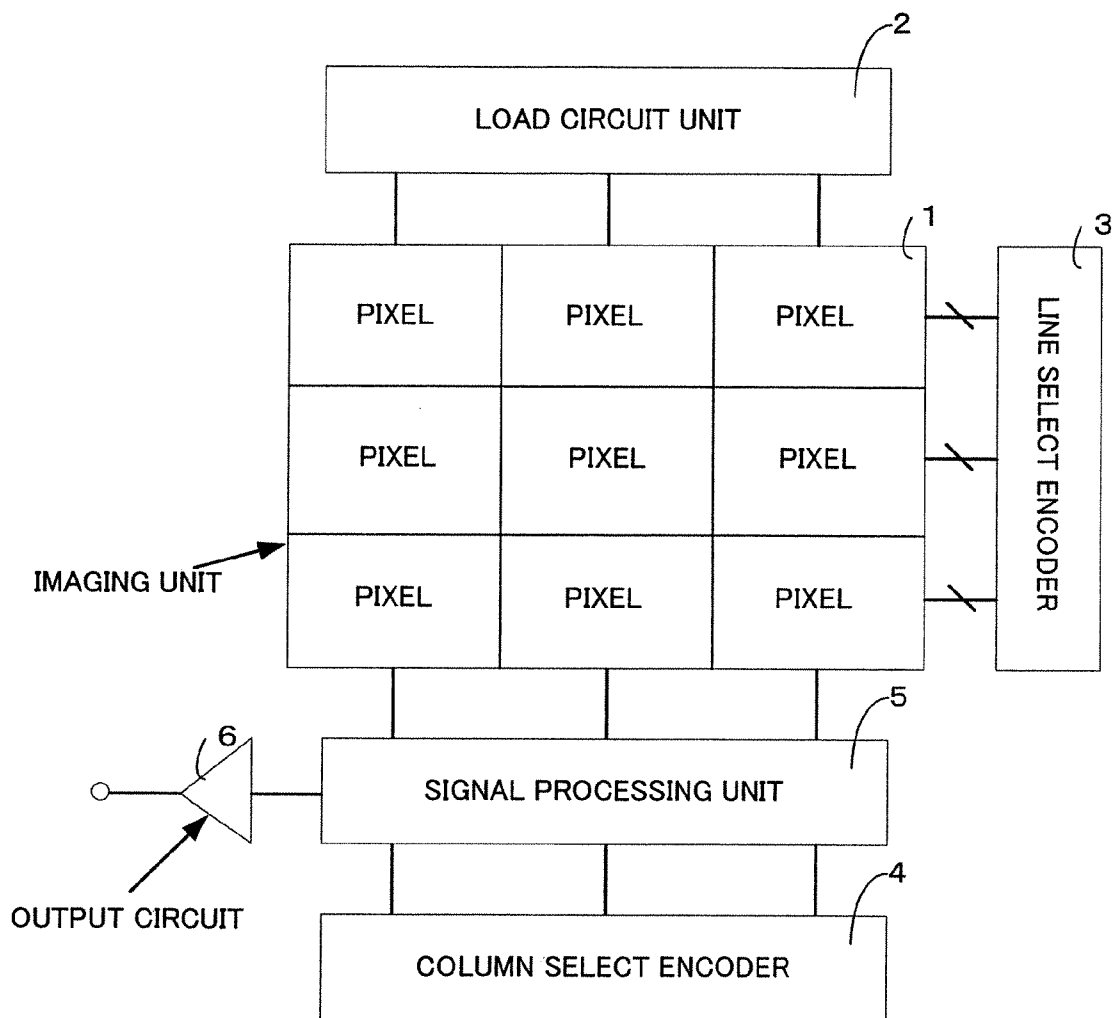 2
LOAD CIRCUIT UNIT
1
3
PIXEL PIXEL PIXEL
LINE SELECT ENCODER
PIXEL PIXEL PIXEL
IMAGING UNIT
PIXEL PIXEL PIXEL
5
6
SIGNAL PROCESSING UNIT
OUTPUT CIRCUIT
4
COLUMN SELECT ENCODER